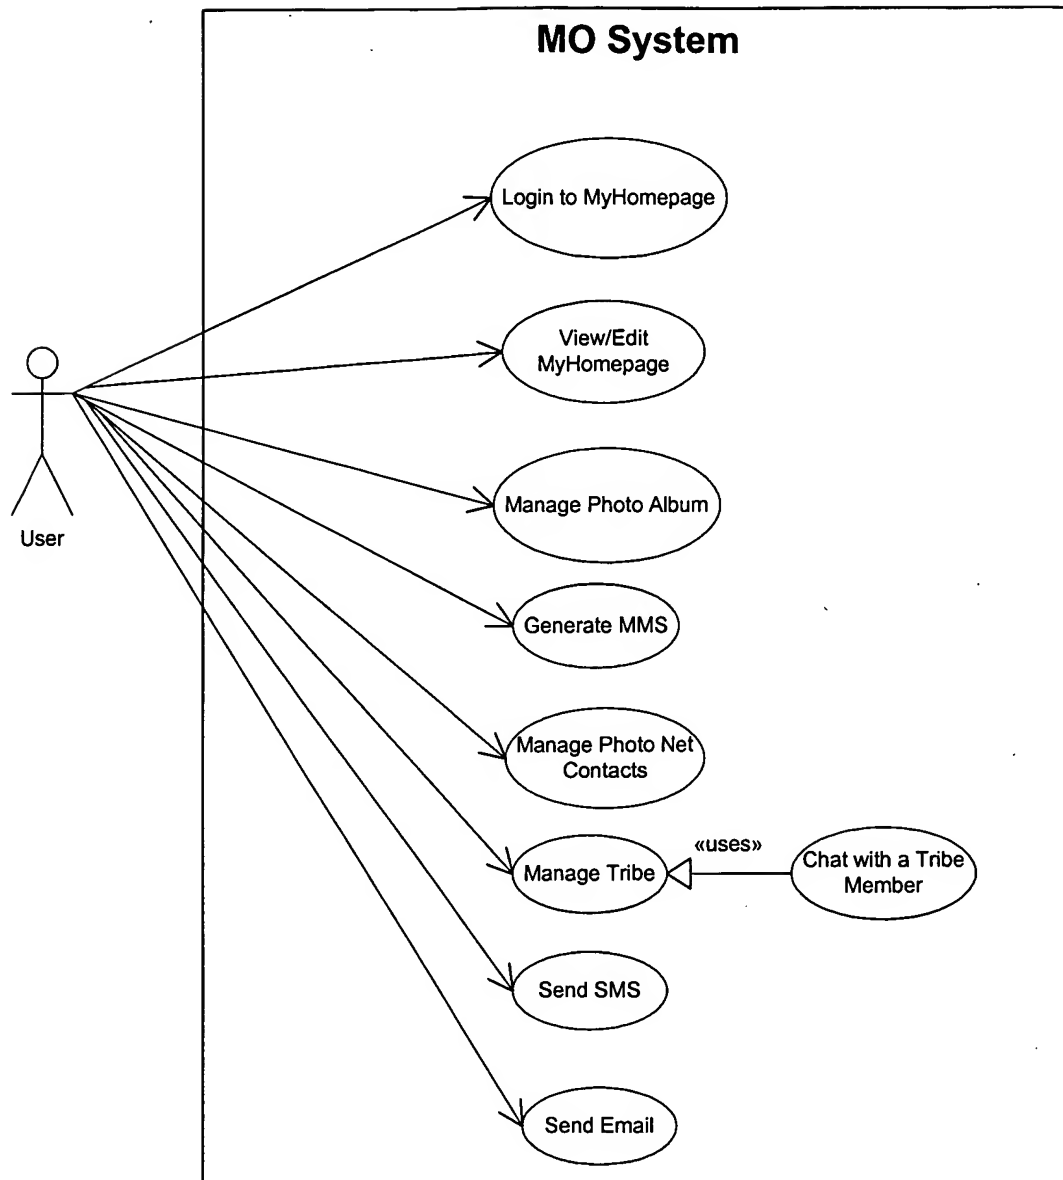 MO System
Login to MyHomepage
View/Edit
MyHomepage
User
Manage Photo Album
Generate MMS
Manage Photo Net
Contacts
Manage Tribe
«uses»
Chat with a Tribe
Member
Send SMS
Send Email